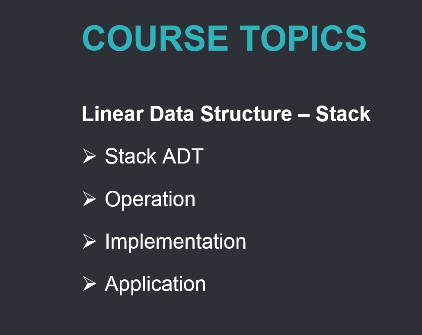 COURSE TOPICS
Linear Data Structure – Stack
➢ Stack ADT
➢ Operation
➢ Implementation
➢ Application